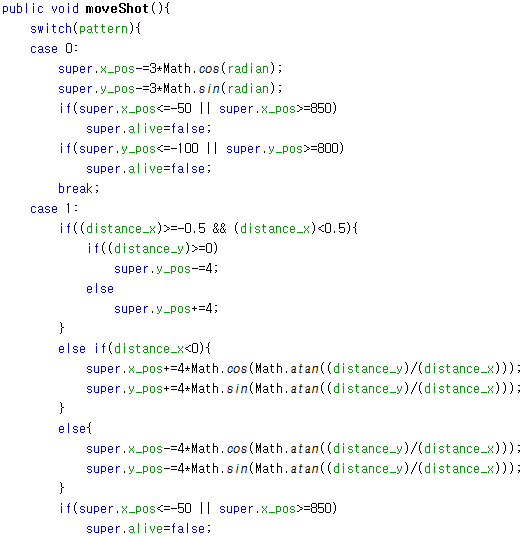 public void moveShot(){
switch(pattern){
case 0:
super.x_pos-=3*Math.cos(radian);
super.y_pos-=3*Math.sin(radian);
if(super.x_pos<=-50 || super.x_pos>=850)
super.alive=false;
if(super.y_pos<=-100 || super.y_pos>=800)
super.alive=false;
break;
case 1:
if((distance_x)>=-0.5 && (distance_x)<0.5){
if((distance_y)>=0)
super.y_pos-=4;
else
super.y_pos+=4;
}
else if(distance_x<0){
super.x_pos+=4*Math.cos(Math.atan((distance_y)/(distance_x)));
super.y_pos+=4*Math.sin(Math.atan((distance_y)/(distance_x)));
}
else{
super.x_pos-=4*Math.cos(Math.atan((distance_y)/(distance_x)));
super.y_pos-=4*Math.sin(Math.atan((distance_y)/(distance_x)));
}
if(super.x_pos<=-50 || super.x_pos>=850)
super.alive=false;